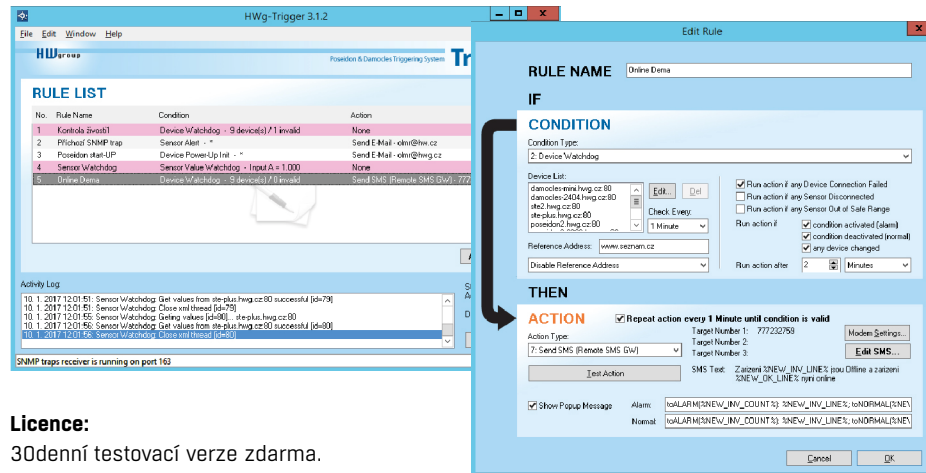 HWg-Trigger 3.1.2
File Edit Window Help
HWgroup
Poseidon & Damocles Triggering System
RULE LIST
No. Rule Name Condition Action
1 Kontrola živosti1 Device Watchdog - 9 device(s) / 1 invalid None
2 Příchozí SNMP trap Sensor Alert - * Send E-Mail - olmr@hw.cz
3 Poseidon start-UP Device Power-Up Init - * Send E-Mail - olmr@hwg.cz
4 Sensor Watchdog Sensor Value Watchdog - Input A = 1.000 None
5 Online Dema Device Watchdog - 9 device(s) / 0 invalid Send SMS (Remote SMS GW) - 777
Activity Log:
10. 1. 2017 12:01:51: Sensor Watchdog: Get values from ste-plus.hwg.cz:80 successful [id=79]
10. 1. 2017 12:01:51: Sensor Watchdog: Close xml thread [id=79]
10. 1. 2017 12:01:55: Sensor Watchdog: Geting values [id=80]... ste-plus.hwg.cz:80
10. 1. 2017 12:01:56: Sensor Watchdog: Get values from ste-plus.hwg.cz:80 successful [id=80]
10. 1. 2017 12:01:56: Sensor Watchdog: Close xml thread [id=80]
SNMP traps receiver is running on port 163
Edit Rule
RULE NAME Online Dema
IF
CONDITION
Condition Type:
2: Device Watchdog
Device List:
damocles-mini.hwg.cz:80
damocles-2404.hwg.cz:80
ste2.hwg.cz:80
ste-plus.hwg.cz:80
poseidon2.hwg.cz:80
Edit... Del
Check Every:
1 Minute
Reference Address: www.seznam.cz
Disable Reference Address
Run action if any Device Connection Failed
Run action if any Sensor Disconnection
Run action if any Sensor Out of Safe Range
Run action if condition activated (alarm)
condition deactivated (normal)
any device changed
Run action after 2 Minutes
THEN
ACTION
Repeat action every 1 Minute until condition is valid
Action Type:
7: Send SMS (Remote SMS GW)
Test Action
Target Number 1: 777232759
Target Number 2:
Target Number 3:
Modem Settings...
Edit SMS...
SMS Text: Zarizeni %NEW_INV_LINE% jsou Offline a zarizeni
%NEW_OK_LINE% nyni online
Show Popup Message
Alarm: toALARM(%NEW_INV_COUNT%): %NEW_INV_LINE%; toNORMAL(%NE
Normal: toALARM(%NEW_INV_COUNT%): %NEW_INV_LINE%; toNORMAL(%NE
Cancel OK
Licence:
30denní testovací verze zdarma.